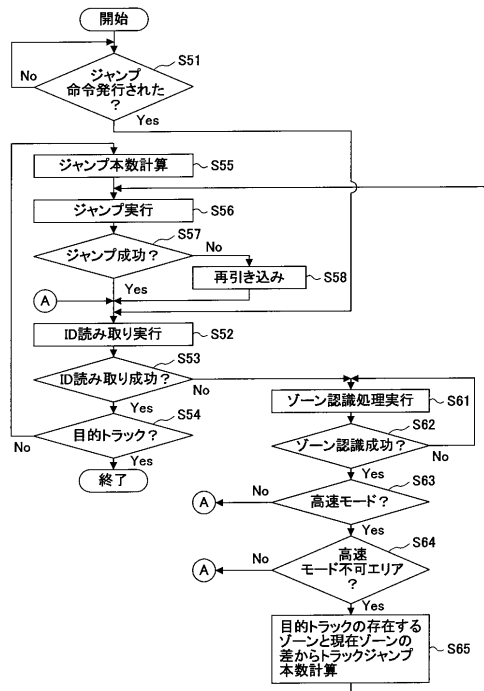 開始
S51
ジャンプ
命令発行された
?
No
Yes
ジャンプ本数計算
S55
ジャンプ実行
S56
S57
ジャンプ成功?
No
Yes
再引き込み
S58
A
ID読み取り実行
S52
S53
ID読み取り成功?
No
Yes
S54
目的トラック?
No
Yes
終了
ゾーン認識処理実行
S61
S62
ゾーン認識成功?
No
Yes
S63
高速モード?
No
A
Yes
S64
高速
モード不可エリア
?
No
A
Yes
目的トラックの存在する
ゾーンと現在ゾーンの
差からトラックジャンプ
本数計算
S65